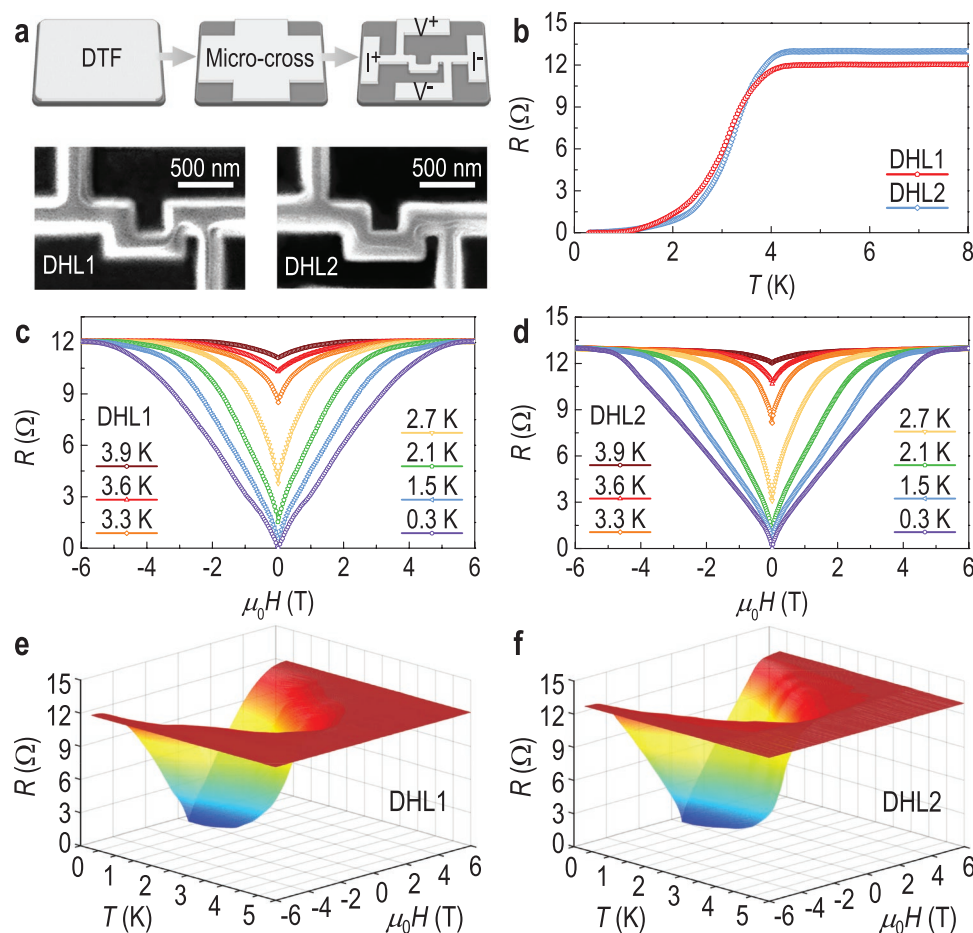 a
DTF
Micro-cross
V+
I+
I-
V-
500 nm
DHL1
500 nm
DHL2
b
15
12
9
6
3
0
R (Ω)
DHL1
DHL2
0 2 4 6 8
T (K)
c
12
9
6
3
0
R (Ω)
DHL1
3.9 K
3.6 K
3.3 K
2.7 K
2.1 K
1.5 K
0.3 K
-6 -4 -2 0 2 4 6
μ0H (T)
d
15
12
9
6
3
0
R (Ω)
DHL2
3.9 K
3.6 K
3.3 K
2.7 K
2.1 K
1.5 K
0.3 K
-6 -4 -2 0 2 4 6
μ0H (T)
e
15
12
9
6
3
0
R (Ω)
DHL1
0 1 2 3 4 5
T (K)
-6 -4 -2 0 2 4 6
μ0H (T)
f
15
12
9
6
3
0
R (Ω)
DHL2
0 1 2 3 4 5
T (K)
-6 -4 -2 0 2 4 6
μ0H (T)